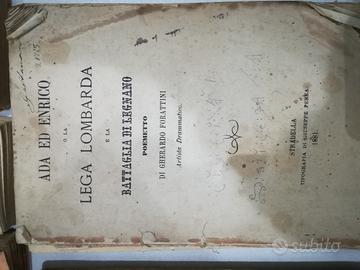 ADA ED ENRICO
O LA
LEGA LOMBARDA
E LA
BATTAGLIA DI LEGNANO
POEMETTO
DI GHERARDO FORATTINI
Artista Drammatico.
STRADELLA
TIPOGRAFIA DI GIUSEPPE PEREA
1881.
subito